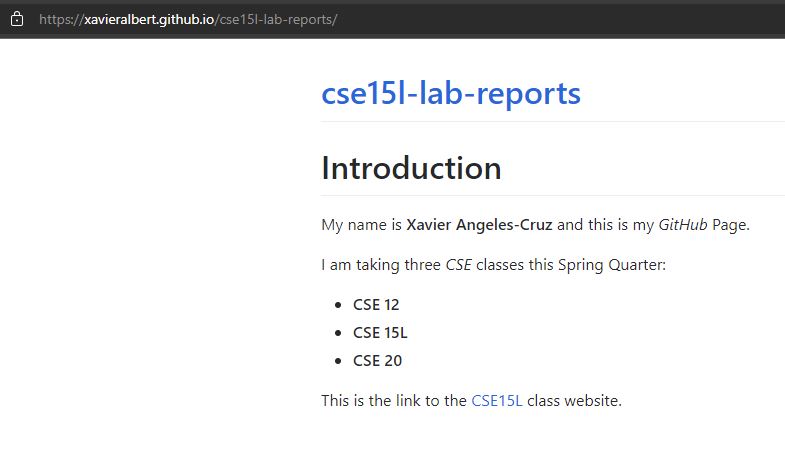 https://xavieralbert.github.io/cse15l-lab-reports/
cse15l-lab-reports
Introduction
My name is Xavier Angeles-Cruz and this is my GitHub Page.
I am taking three CSE classes this Spring Quarter:
CSE 12
CSE 15L
CSE 20
This is the link to the CSE15L class website.